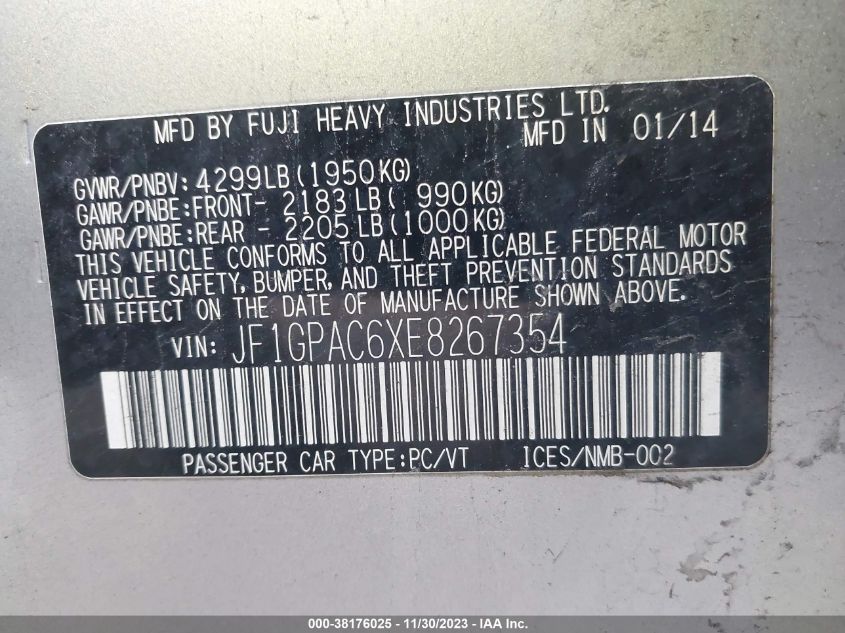 MFD BY FUJI HEAVY INDUSTRIES LTD.
MFD IN 01/14
GVWR/PNBV: 4299LB (1950KG)
GAWR/PNBE:FRONT- 2183LB ( 990KG)
GAWR/PNBE:REAR - 2205LB (1000KG)
THIS VEHICLE CONFORMS TO ALL APPLICABLE FEDERAL MOTOR
VEHICLE SAFETY, BUMPER, AND THEFT PREVENTION STANDARDS
IN EFFECT ON THE DATE OF MANUFACTURE SHOWN ABOVE.
VIN: JF1GPAC6XE8267354
PASSENGER CAR TYPE:PC/VT ICES/NMB-002
000-38176025 - 11/30/2023 - IAA Inc.